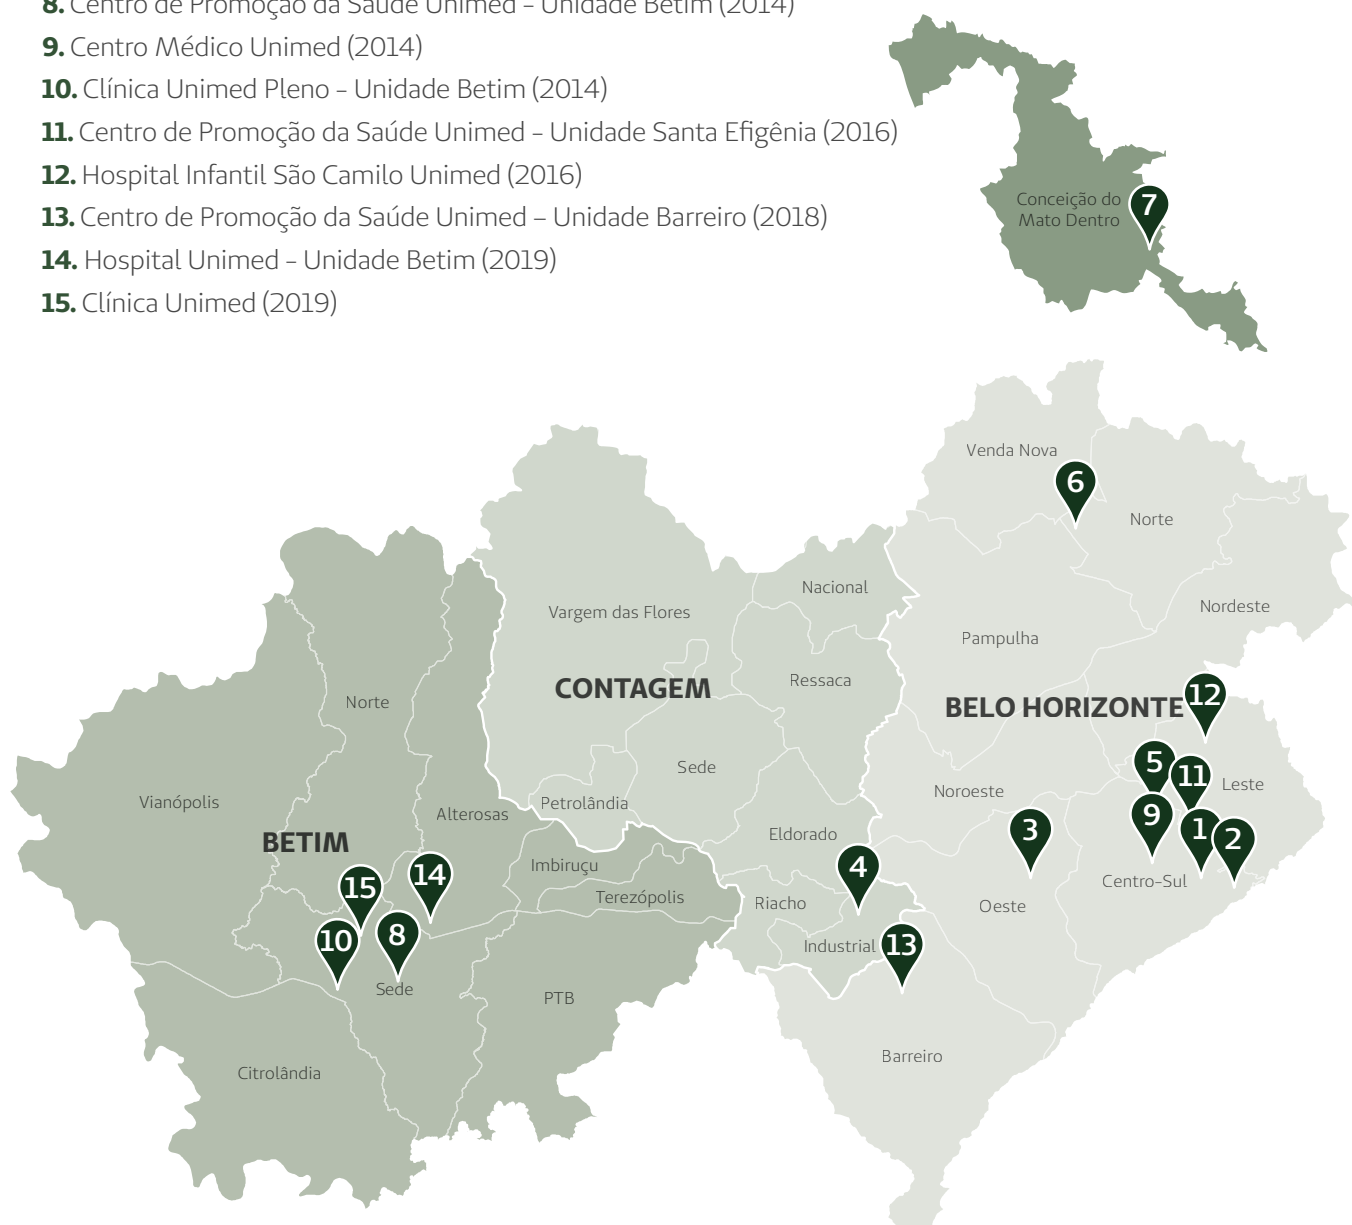 8. Centro de Promoção da Saúde Unimed – Unidade Betim (2014)
9. Centro Médico Unimed (2014)
10. Clínica Unimed Pleno – Unidade Betim (2014)
11. Centro de Promoção da Saúde Unimed – Unidade Santa Efigênia (2016)
12. Hospital Infantil São Camilo Unimed (2016)
13. Centro de Promoção da Saúde Unimed – Unidade Barreiro (2018)
14. Hospital Unimed – Unidade Betim (2019)
15. Clínica Unimed (2019)
Conceição do
Mato Dentro
7
Venda Nova
6
Norte
Nacional
Nordeste
Vargem das Flores
Pampulha
Ressaca
CONTAGEM
Norte
BELO HORIZONTE
12
Sede
5
11
Leste
Noroeste
Vianópolis
Petrolândia
Alterosas
9
1
2
3
Eldorado
BETIM
Imbiruçu
4
Centro-Sul
14
15
Terezópolis
Riacho
Oeste
10
8
Industrial
13
Sede
PTB
Barreiro
Citrolândia